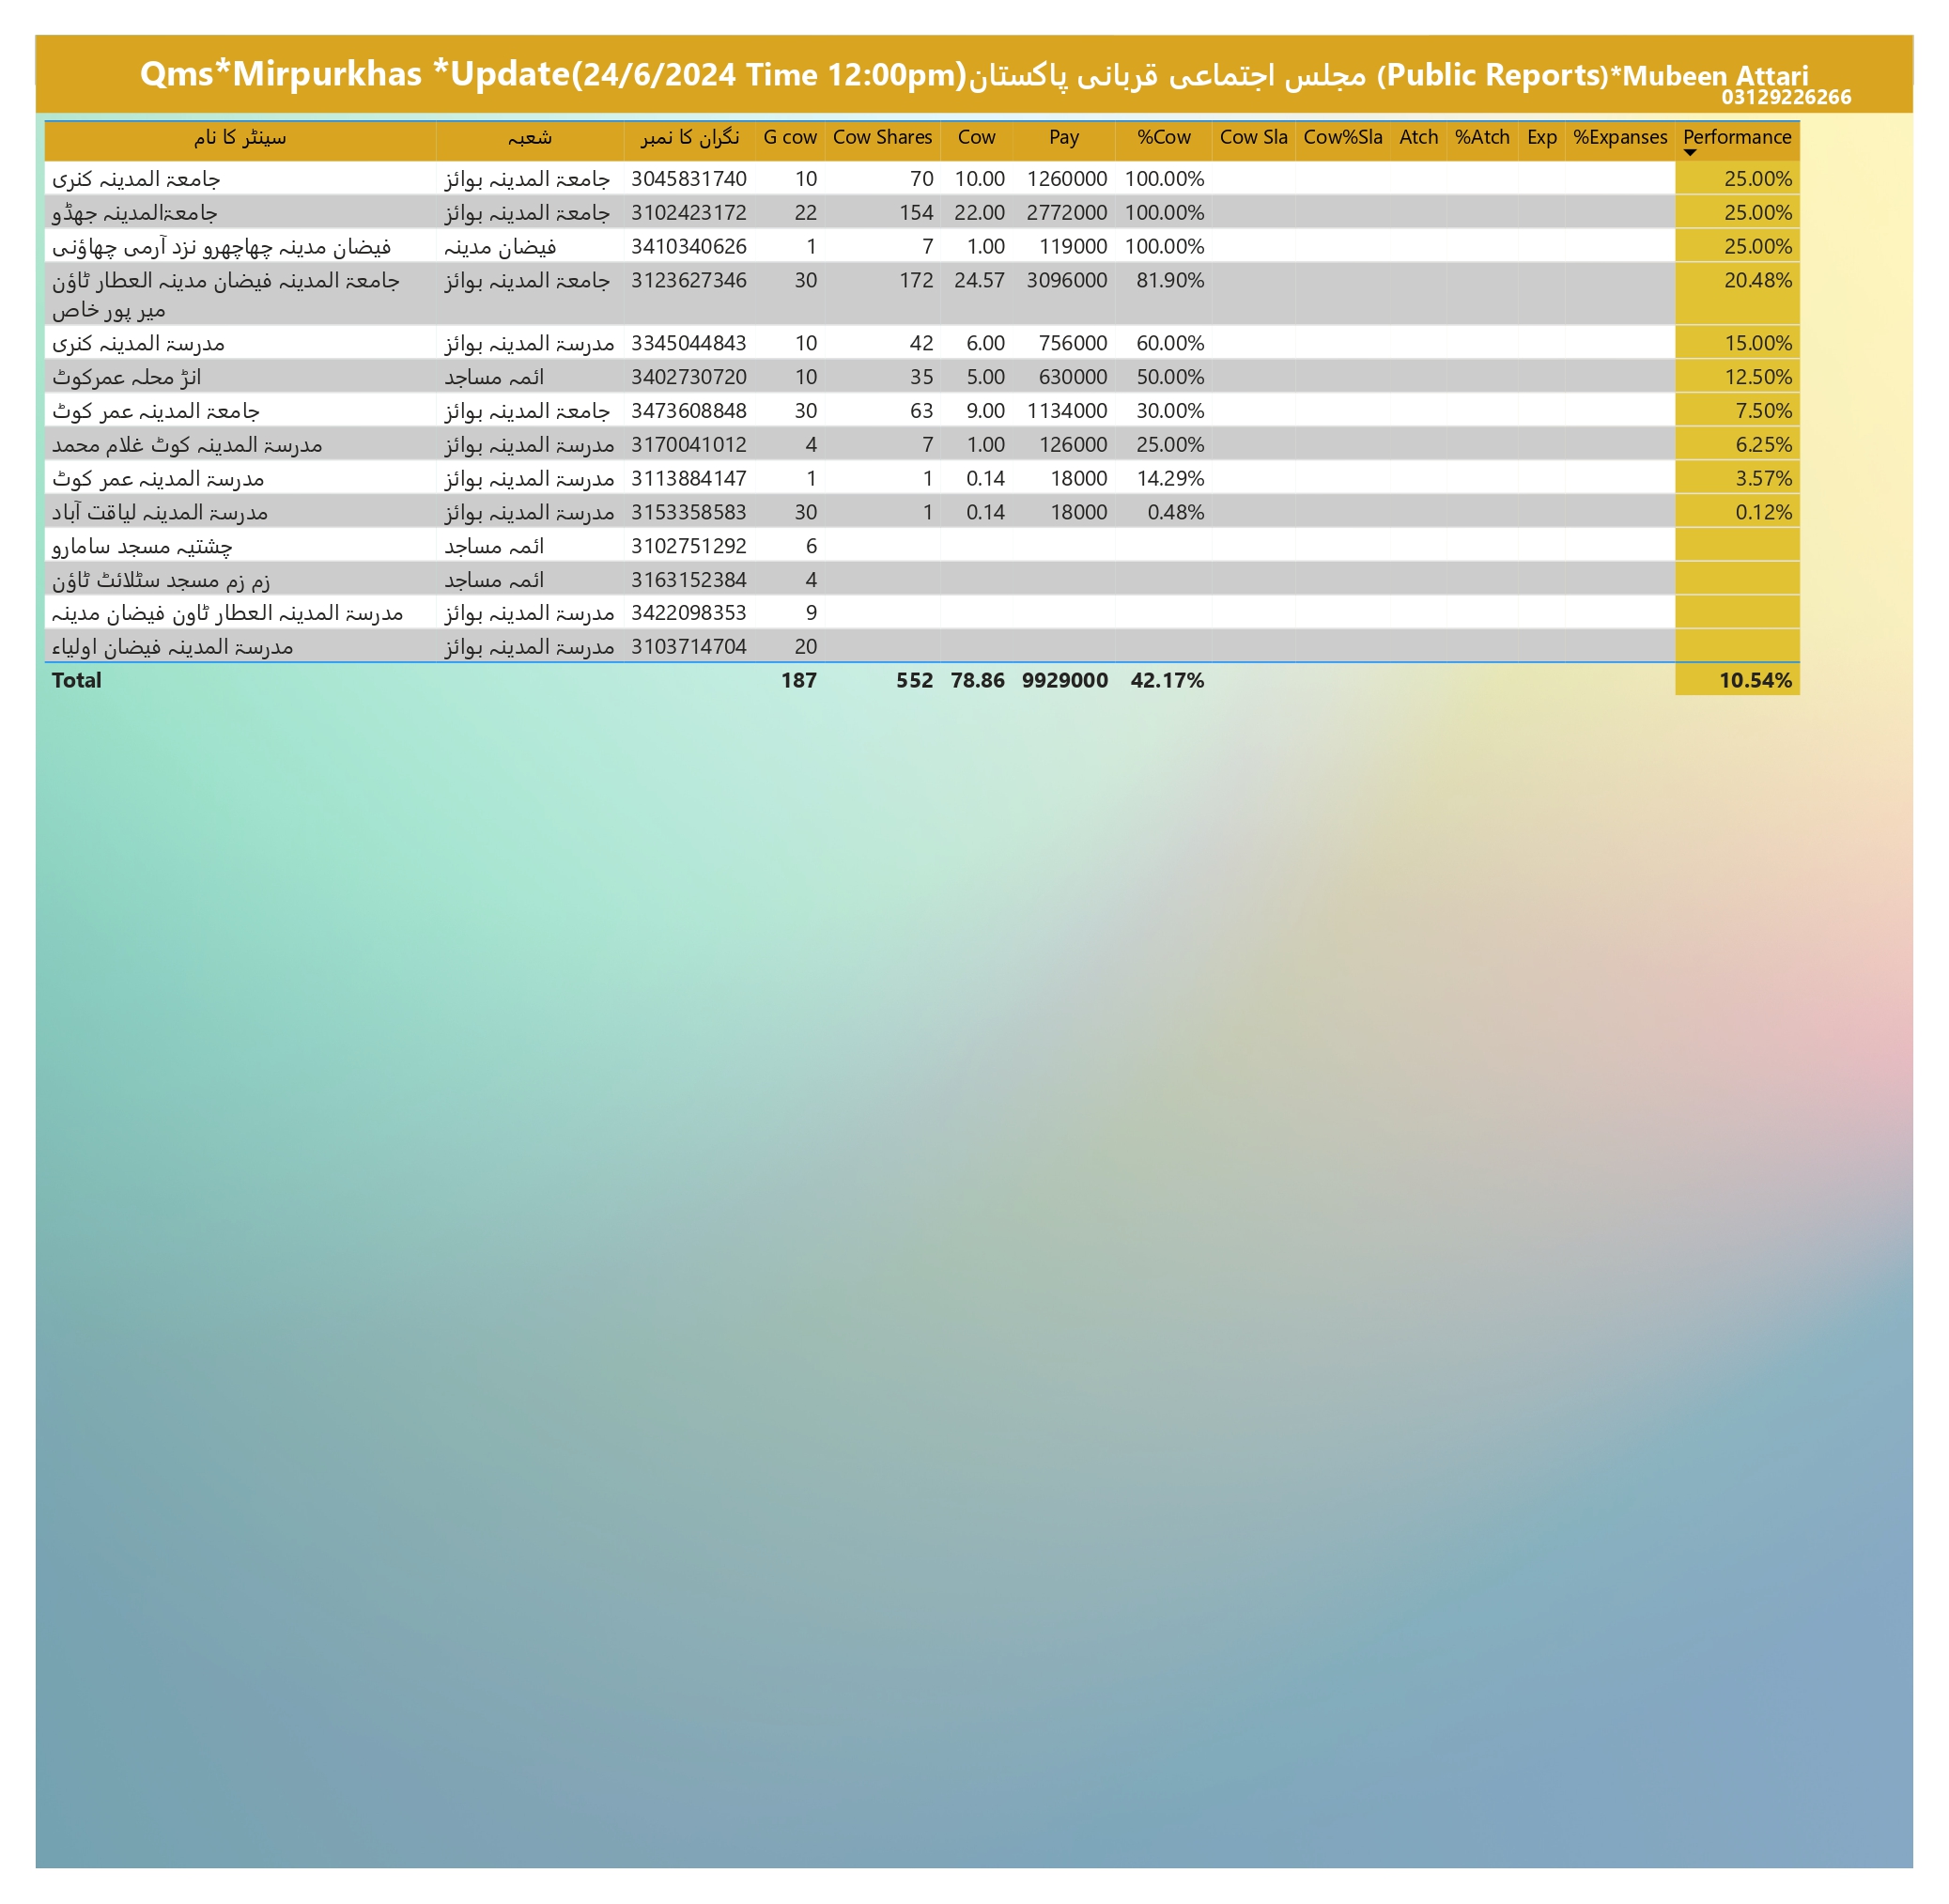 Qms*Mirpurkhas *Update(24/6/2024 Time 12:00pm)مجلس اجتماعی قربانی پاکستان (Public Reports)*Mubeen Attari
03129226266
سینٹر کا نام شعبہ نگران کا نمبر G cow Cow Shares Cow Pay %Cow Cow Sla Cow%Sla Atch %Atch Exp %Expanses Performance
جامعۃ المدینہ کنری جامعۃ المدینہ بوائز 3045831740 10 70 10.00 1260000 100.00% 25.00%
جامعۃالمدینہ جھڈو جامعۃ المدینہ بوائز 3102423172 22 154 22.00 2772000 100.00% 25.00%
فیضان مدینہ چھاچھرو نزد آرمی چھاؤنی فیضان مدینہ 3410340626 1 7 1.00 119000 100.00% 25.00%
جامعۃ المدینہ فیضان مدینہ العطار ٹاؤن جامعۃ المدینہ بوائز 3123627346 30 172 24.57 3096000 81.90% 20.48%
میر پور خاص
مدرسۃ المدینہ کنری مدرسۃ المدینہ بوائز 3345044843 10 42 6.00 756000 60.00% 15.00%
انڑ محلہ عمرکوٹ ائمہ مساجد 3402730720 10 35 5.00 630000 50.00% 12.50%
جامعۃ المدینہ عمر کوٹ جامعۃ المدینہ بوائز 3473608848 30 63 9.00 1134000 30.00% 7.50%
مدرسۃ المدینہ کوٹ غلام محمد مدرسۃ المدینہ بوائز 3170041012 4 7 1.00 126000 25.00% 6.25%
مدرسۃ المدینہ عمر کوٹ مدرسۃ المدینہ بوائز 3113884147 1 1 0.14 18000 14.29% 3.57%
مدرسۃ المدینہ لیاقت آباد مدرسۃ المدینہ بوائز 3153358583 30 1 0.14 18000 0.48% 0.12%
چشتیہ مسجد سامارو ائمہ مساجد 3102751292 6
زم زم مسجد سٹلائٹ ٹاؤن ائمہ مساجد 3163152384 4
مدرسۃ المدینہ العطار ٹاون فیضان مدینہ مدرسۃ المدینہ بوائز 3422098353 9
مدرسۃ المدینہ فیضان اولیاء مدرسۃ المدینہ بوائز 3103714704 20
Total 187 552 78.86 9929000 42.17% 10.54%